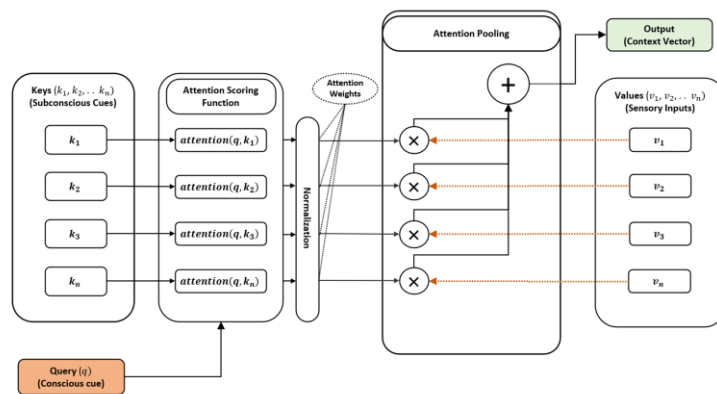 Attention Pooling
Output
(Context Vector)
Keys (k₁, k₂, . . kₙ)
(Subconscious Cues)
Attention Scoring
Function
Attention
Weights
Values (v₁, v₂, . . vₙ)
(Sensory Inputs)
+
k₁
attention(q, k₁)
×
v₁
k₂
attention(q, k₂)
×
v₂
Normalization
k₃
attention(q, k₃)
×
v₃
kₙ
attention(q, kₙ)
×
vₙ
Query (q)
(Conscious cue)